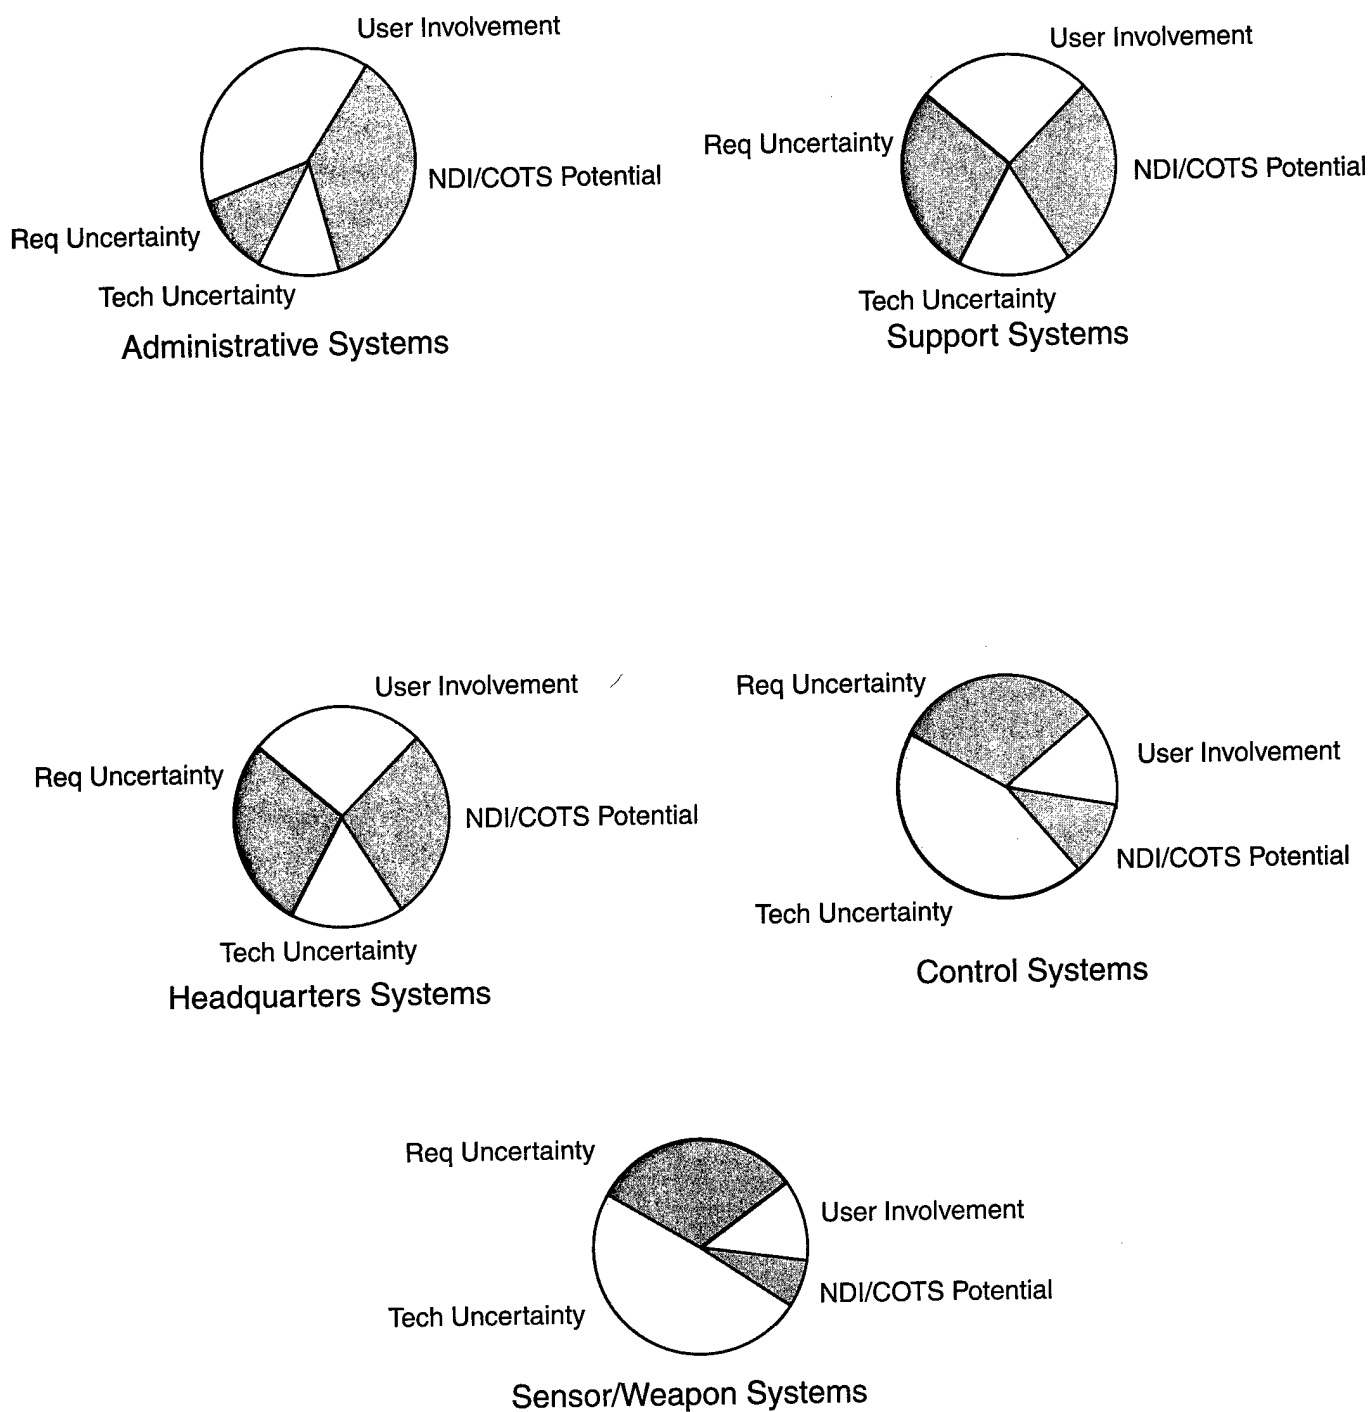 User Involvement
NDI/COTS Potential
Req Uncertainty
Tech Uncertainty
Administrative Systems
User Involvement
Req Uncertainty
NDI/COTS Potential
Tech Uncertainty
Support Systems
User Involvement
Req Uncertainty
NDI/COTS Potential
Tech Uncertainty
Headquarters Systems
Req Uncertainty
User Involvement
NDI/COTS Potential
Tech Uncertainty
Control Systems
Req Uncertainty
User Involvement
NDI/COTS Potential
Tech Uncertainty
Sensor/Weapon Systems